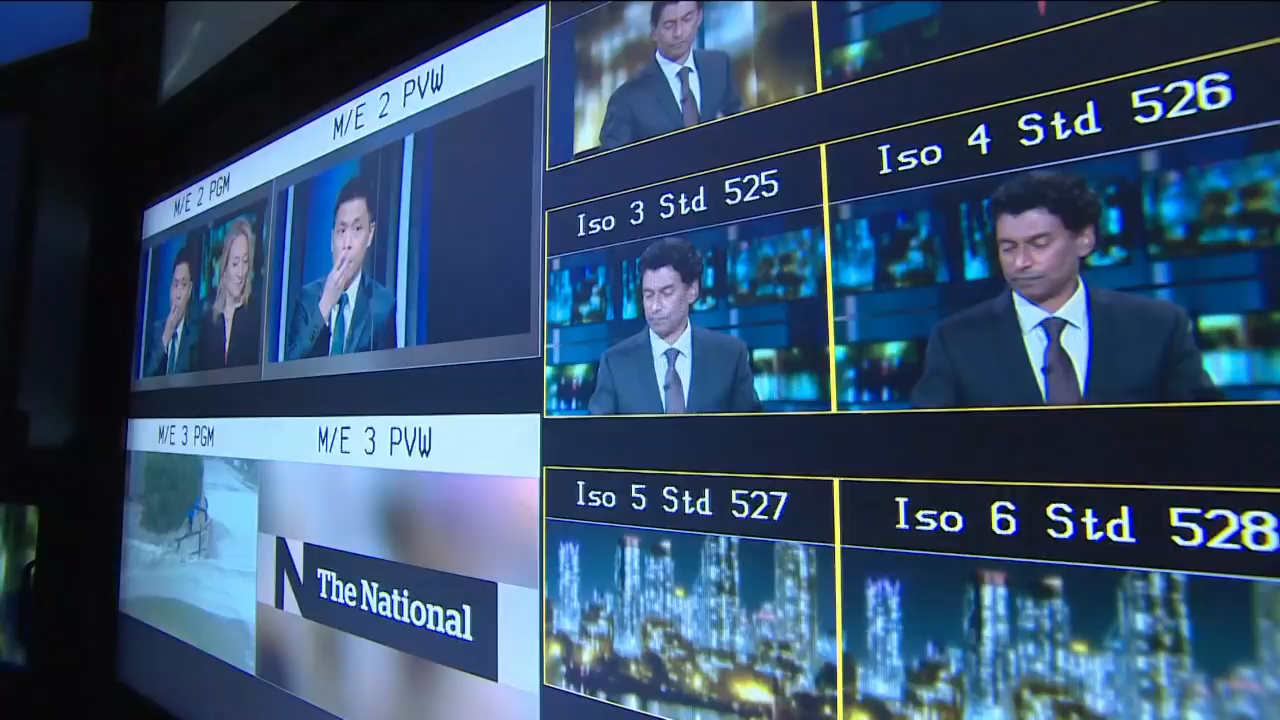 M/E 2 PGM
M/E 2 PVW
Iso 3 Std 525
Iso 4 Std 526
M/E 3 PGM
M/E 3 PVW
Iso 5 Std 527
Iso 6 Std 528
N
The National